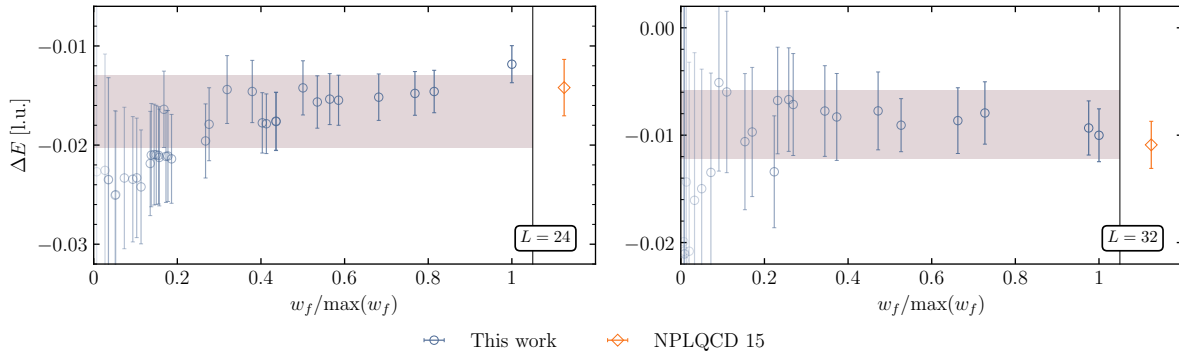 −0.01
−0.02
−0.03
ΔE [l.u.]
0
0.2
0.4
0.6
0.8
1
w_f/max(w_f)
L = 24
0.00
−0.01
−0.02
0
0.2
0.4
0.6
0.8
1
w_f/max(w_f)
L = 32
This work
NPLQCD 15